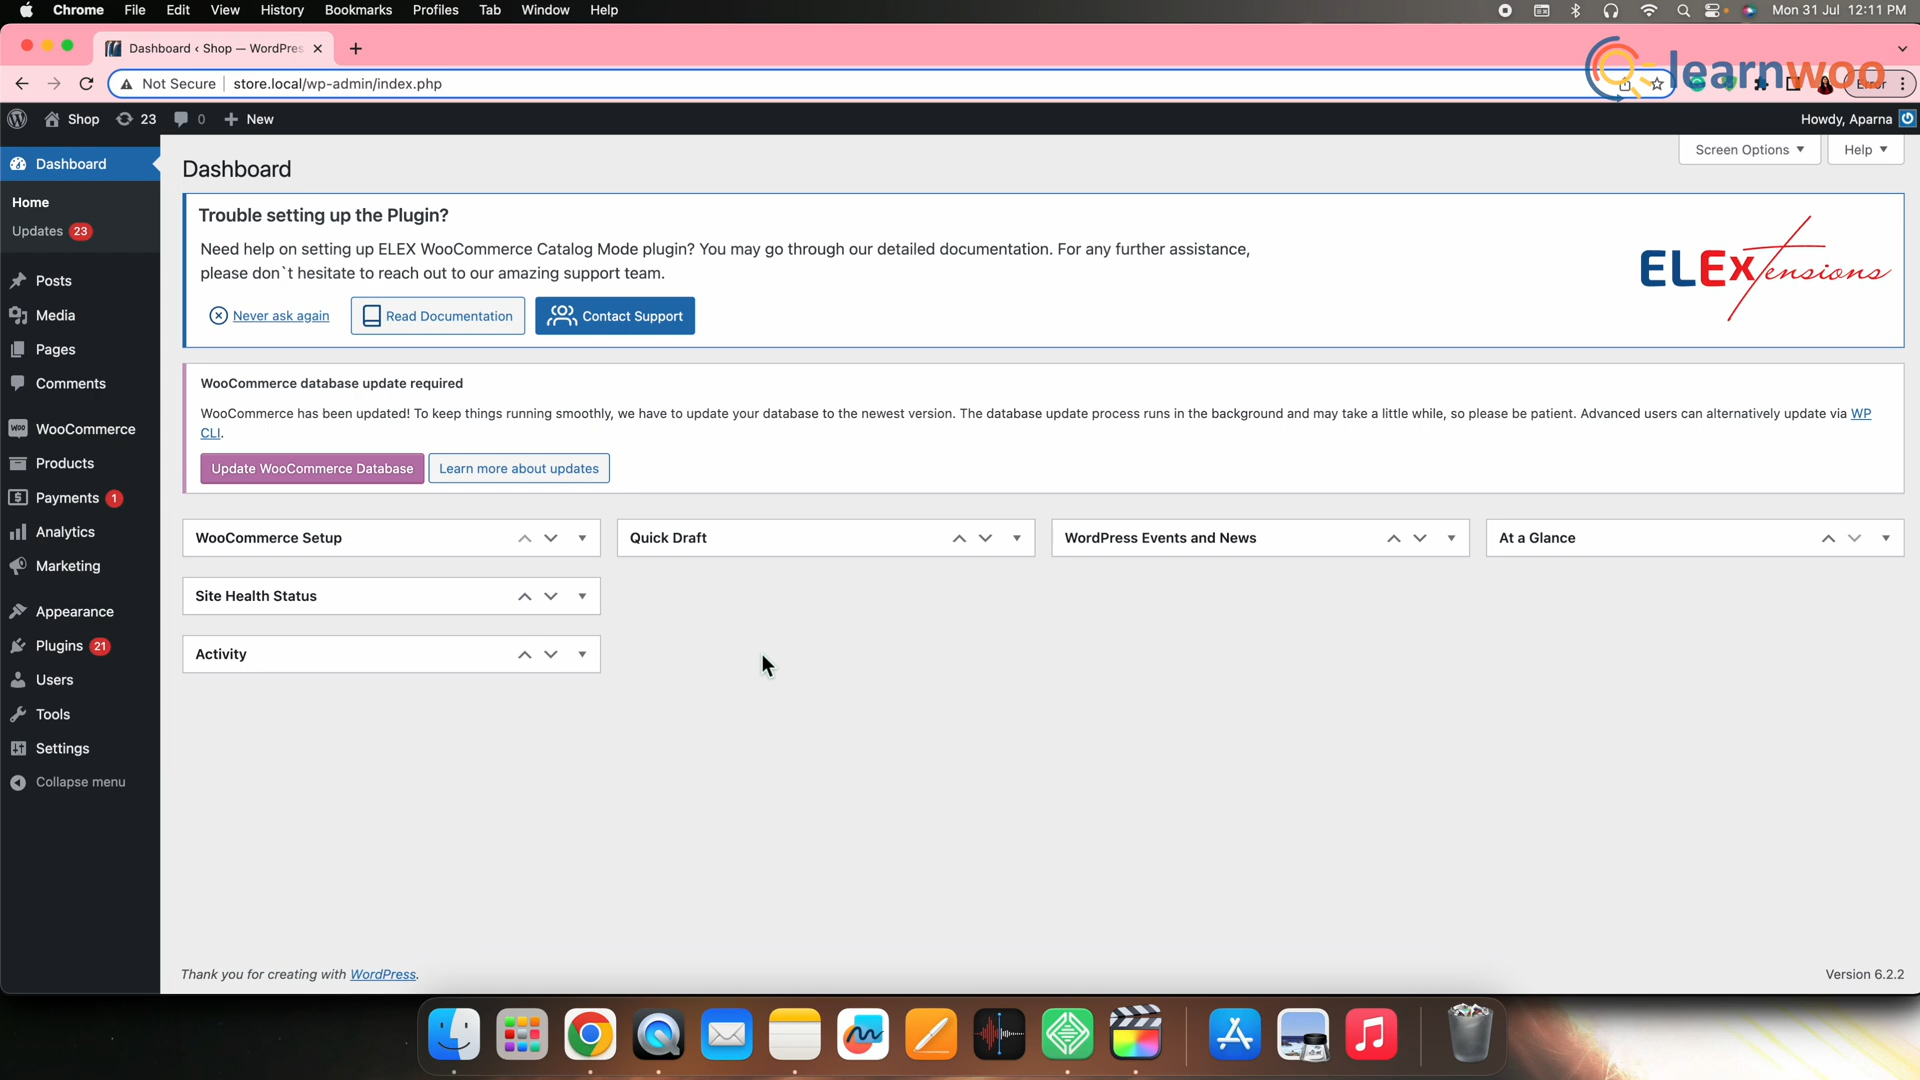 Chrome File Edit View History Bookmarks Profiles Tab Window Help
Mon 31 Jul 12:11 PM
Dashboard ‹ Shop — WordPres
learnwoo
Not Secure store.local/wp-admin/index.php
Error
Shop 23 0 New
Howdy, Aparna
Dashboard
Home
Updates 23
Posts
Media
Pages
Comments
WooCommerce
Products
Payments 1
Analytics
Marketing
Appearance
Plugins 21
Users
Tools
Settings
Collapse menu
Screen Options
Help
Dashboard
Trouble setting up the Plugin?
Need help on setting up ELEX WooCommerce Catalog Mode plugin? You may go through our detailed documentation. For any further assistance,
please don`t hesitate to reach out to our amazing support team.
Never ask again
Read Documentation
Contact Support
ELEXtensions
WooCommerce database update required
WooCommerce has been updated! To keep things running smoothly, we have to update your database to the newest version. The database update process runs in the background and may take a little while, so please be patient. Advanced users can alternatively update via WP
CLI.
Update WooCommerce Database
Learn more about updates
WooCommerce Setup
Quick Draft
WordPress Events and News
At a Glance
Site Health Status
Activity
Thank you for creating with WordPress.
Version 6.2.2